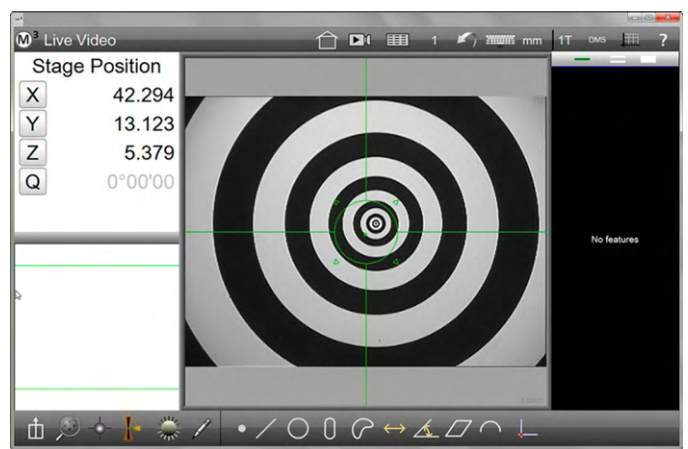 M3 Live Video
1
mm
1T
DMS
?
Stage Position
X 42.294
Y 13.123
Z 5.379
Q 0°00'00
No features